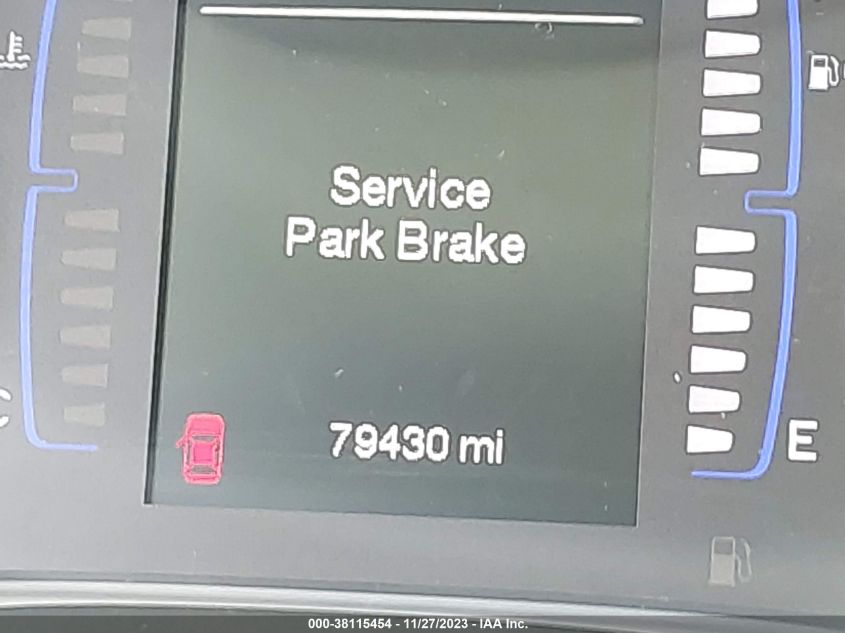 Service
Park Brake
79430 mi
E
000-38115454 - 11/27/2023 - IAA Inc.